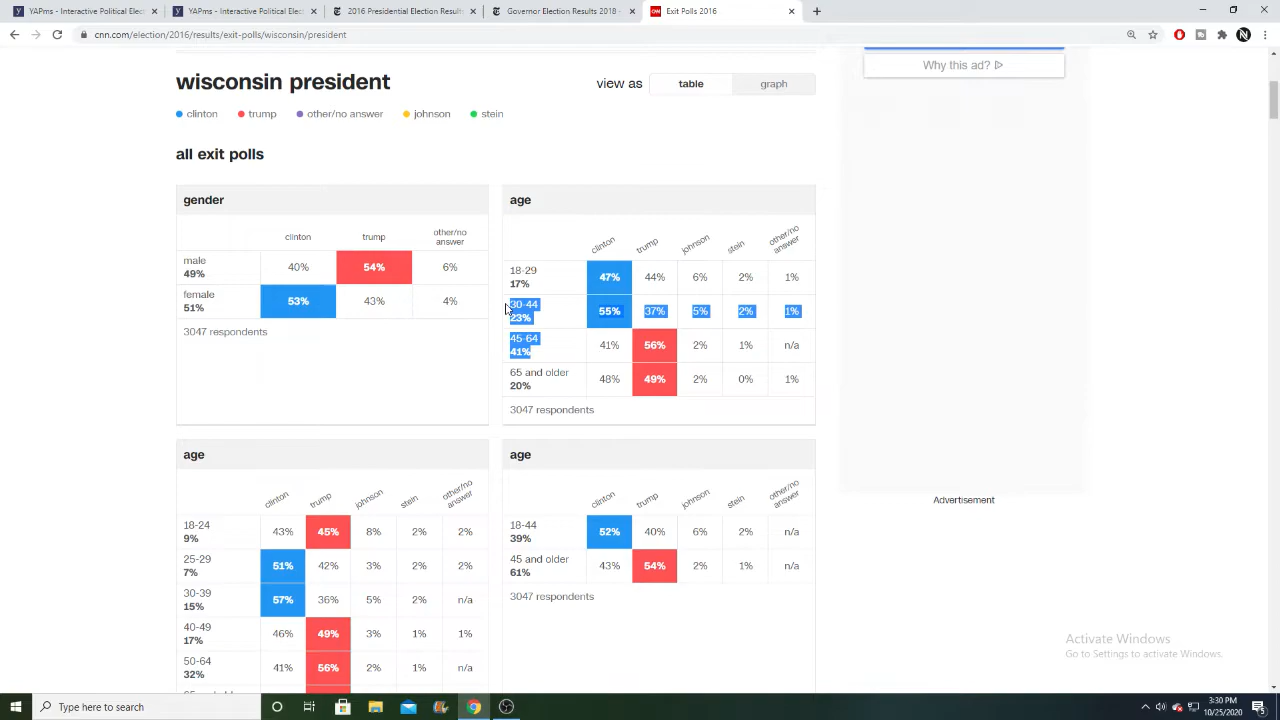 YAPms - Interactive Political Elec
YAPms - Interactive Political Elec
2016 Presidential Election Result
Governor Election Results 2018 -
CNN Exit Polls 2016
cnn.com/election/2016/results/exit-polls/wisconsin/president
Why this ad?
wisconsin president
view as table graph
clinton trump other/no answer johnson stein
all exit polls
gender
clinton trump other/no answer
male 49% 40% 54% 6%
female 51% 53% 43% 4%
3047 respondents
age
clinton trump johnson stein other/no answer
18-29 17% 47% 44% 6% 2% 1%
30-44 23% 55% 37% 5% 2% 1%
45-64 41% 41% 56% 2% 1% n/a
65 and older 20% 48% 49% 2% 0% 1%
3047 respondents
age
clinton trump johnson stein other/no answer
18-24 9% 43% 45% 8% 2% 2%
25-29 7% 51% 42% 3% 2% 2%
30-39 15% 57% 36% 5% 2% n/a
40-49 17% 46% 49% 3% 1% 1%
50-64 32% 41% 56% 2% 1% n/a
age
clinton trump johnson stein other/no answer
18-44 39% 52% 40% 6% 2% n/a
45 and older 61% 43% 54% 2% 1% n/a
3047 respondents
Advertisement
Activate Windows
Go to Settings to activate Windows.
Type here to search
3:30 PM
10/25/2020